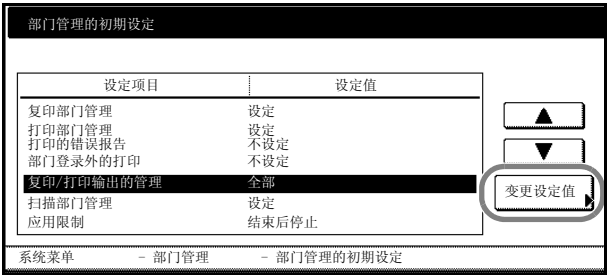 部门管理的初期设定
设定项目 设定值
复印部门管理 设定
打印部门管理 设定
打印的错误报告 不设定
部门登录外的打印 不设定
复印/打印输出的管理 全部
扫描部门管理 设定
应用限制 结束后停止
变更设定值
系统菜单 - 部门管理 - 部门管理的初期设定